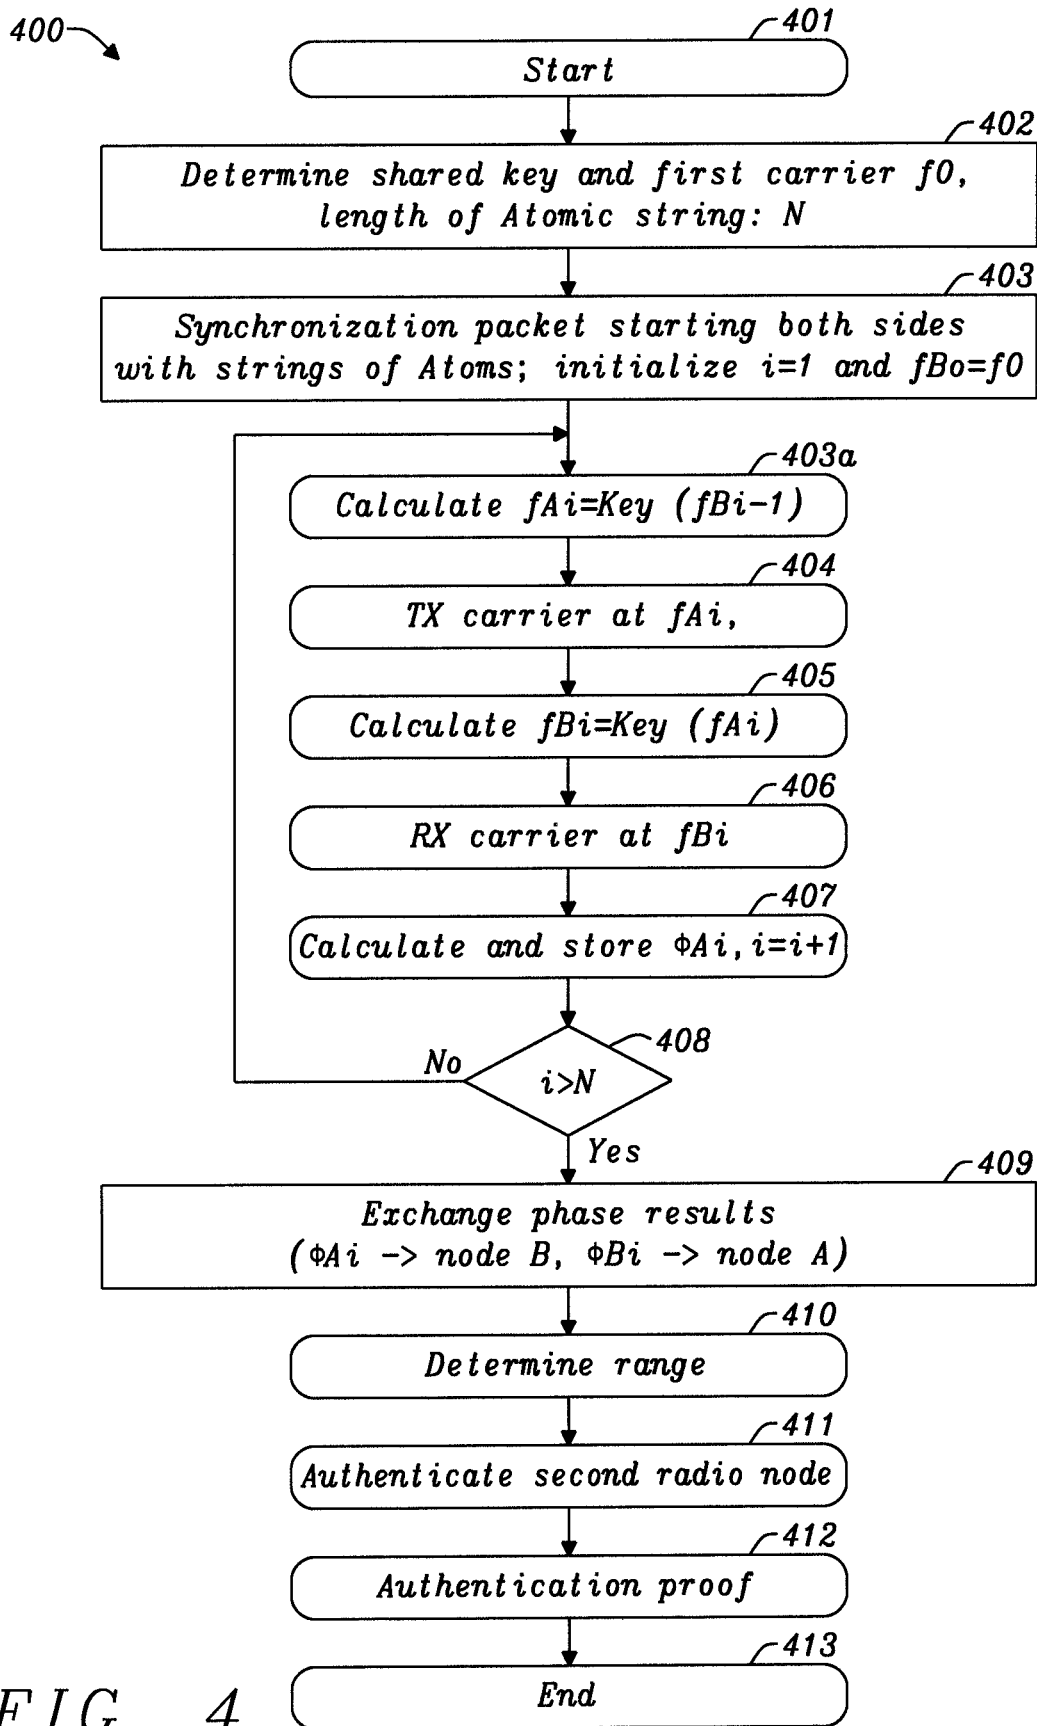 400
401
Start
402
Determine shared key and first carrier f0,
length of Atomic string: N
403
Synchronization packet starting both sides
with strings of Atoms; initialize i=1 and fBo=f0
403a
Calculate fAi=Key (fBi-1)
404
TX carrier at fAi,
405
Calculate fBi=Key (fAi)
406
RX carrier at fBi
407
Calculate and store ΦAi, i=i+1
408
No
i>N
Yes
409
Exchange phase results
(ΦAi -> node B, ΦBi -> node A)
410
Determine range
411
Authenticate second radio node
412
Authentication proof
413
End
FIG. 4